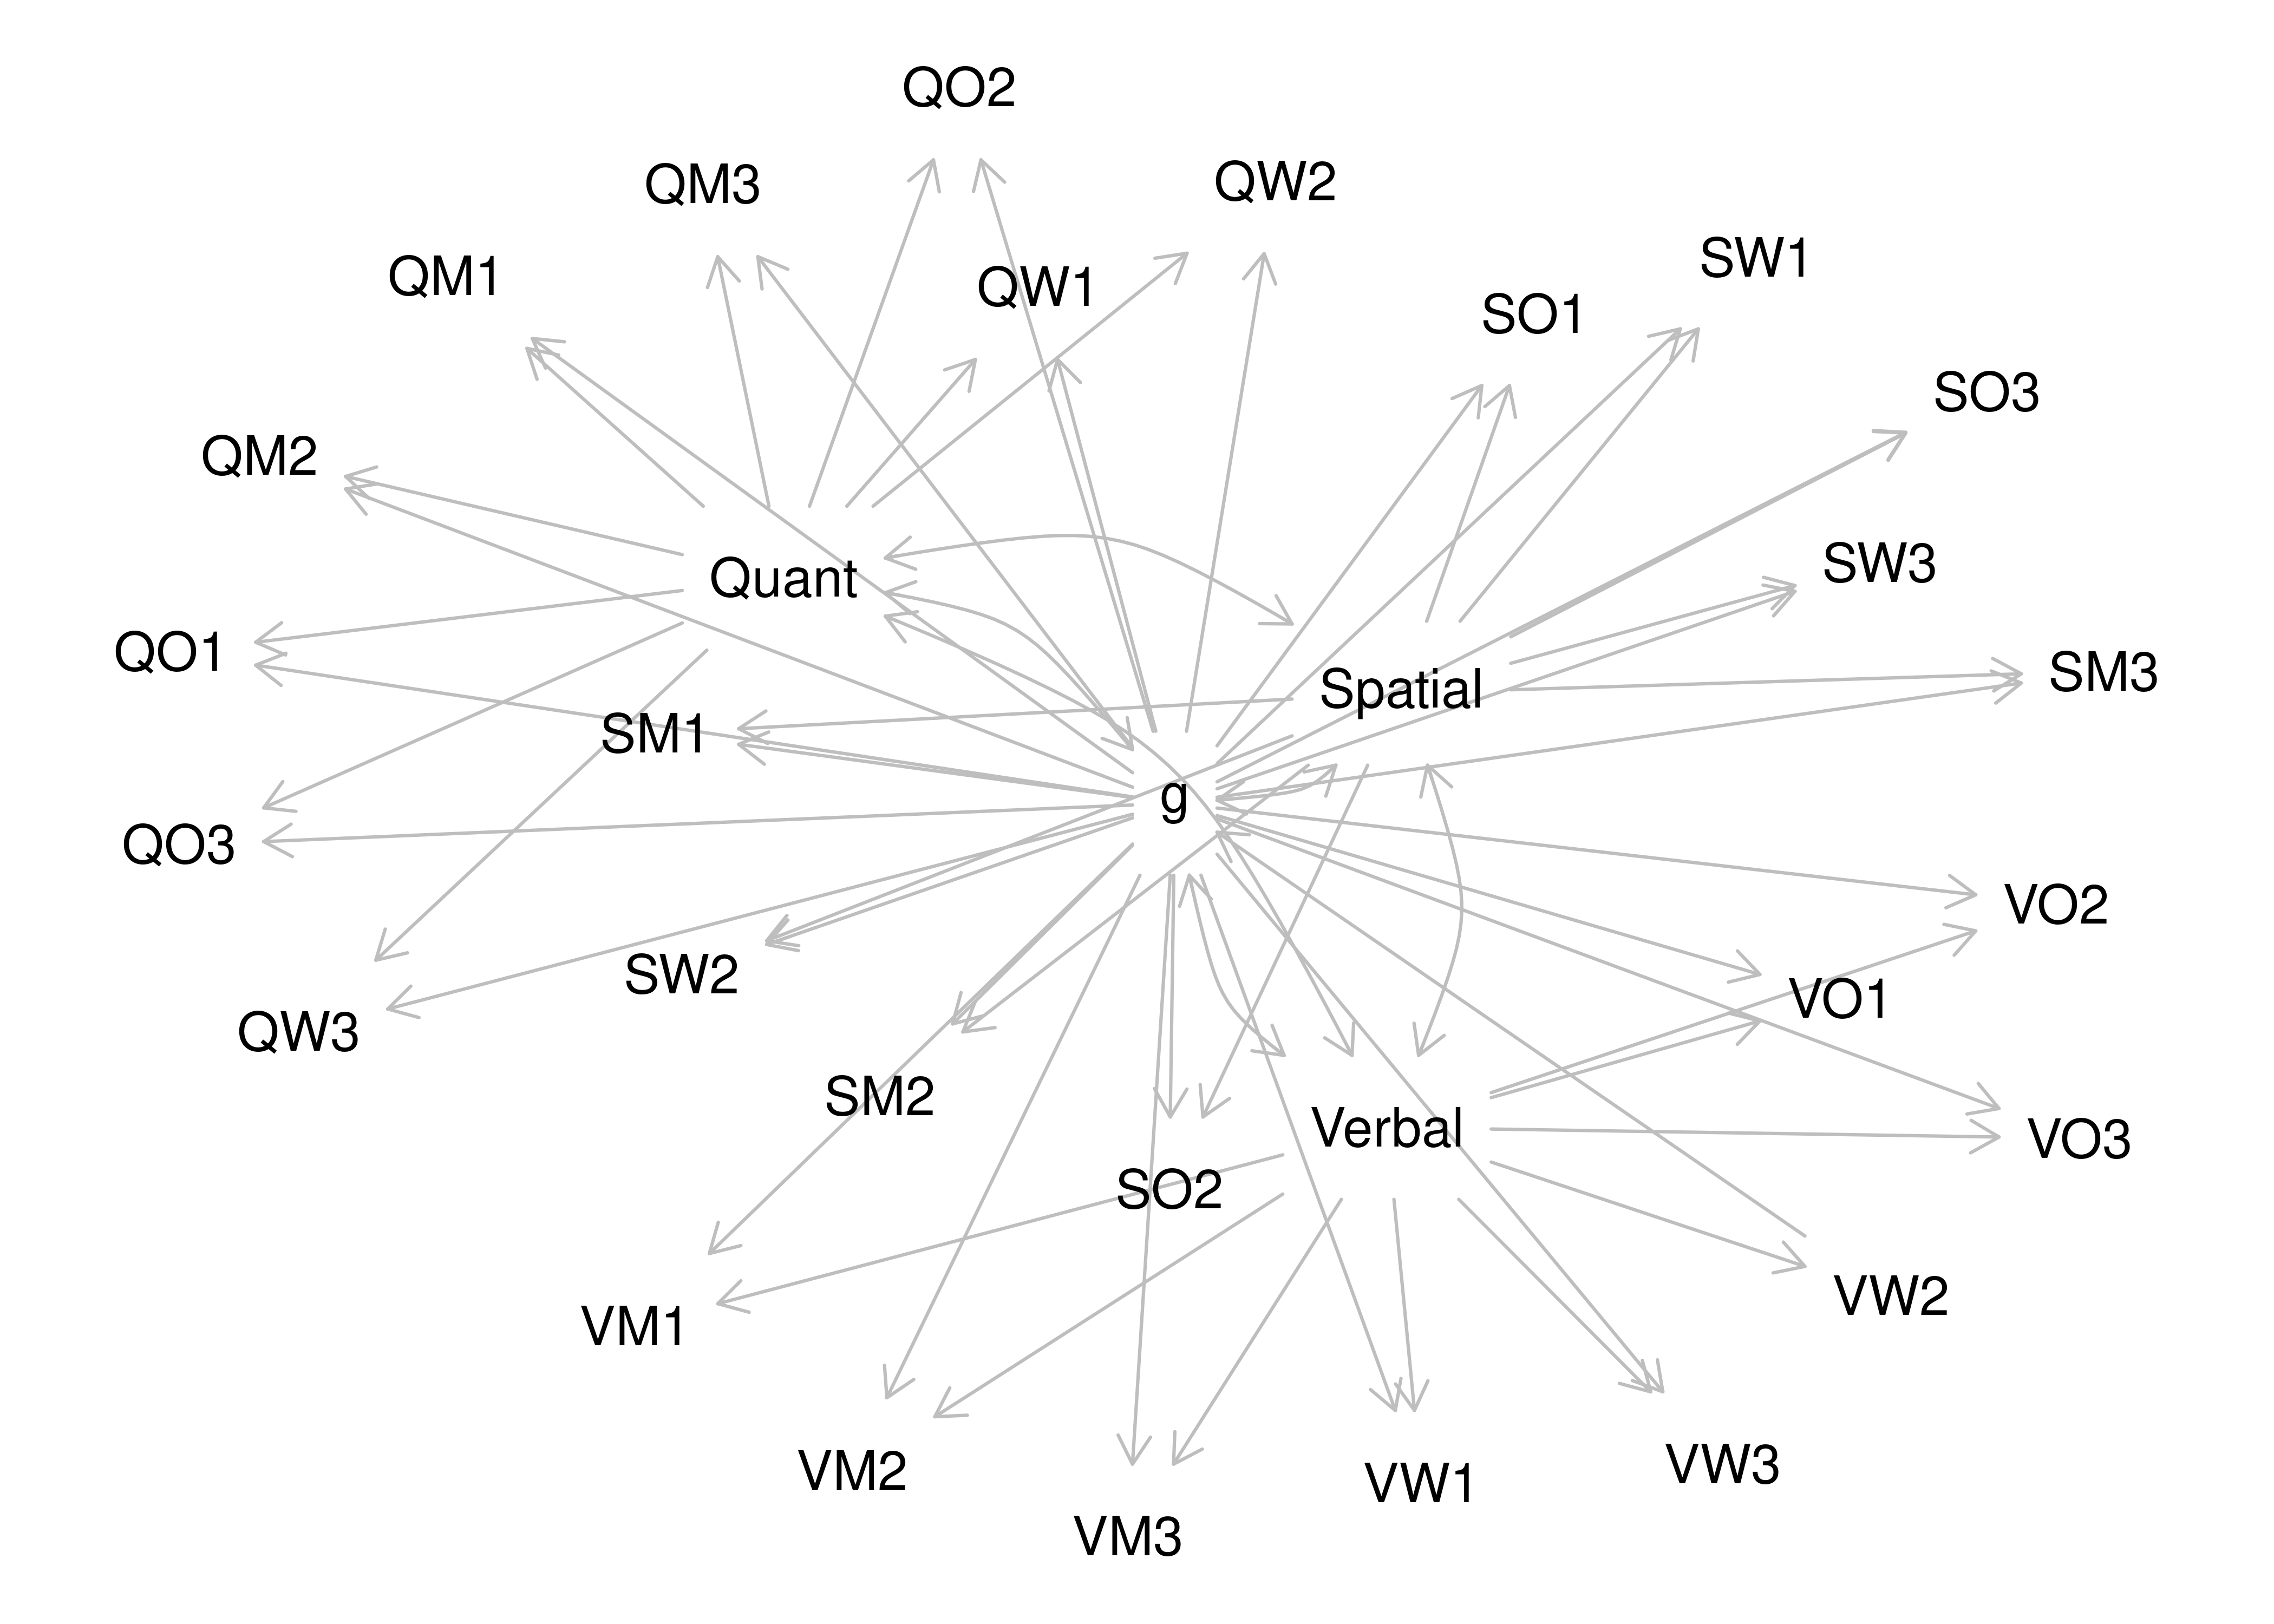 QO2
QM3
QW2
QM1
QW1
SW1
SO1
SO3
QM2
Quant
SW3
QO1
SM1
Spatial
SM3
g
QO3
VO2
SW2
VO1
QW3
SM2
Verbal
VO3
SO2
VW2
VM1
VM2
VW1
VW3
VM3